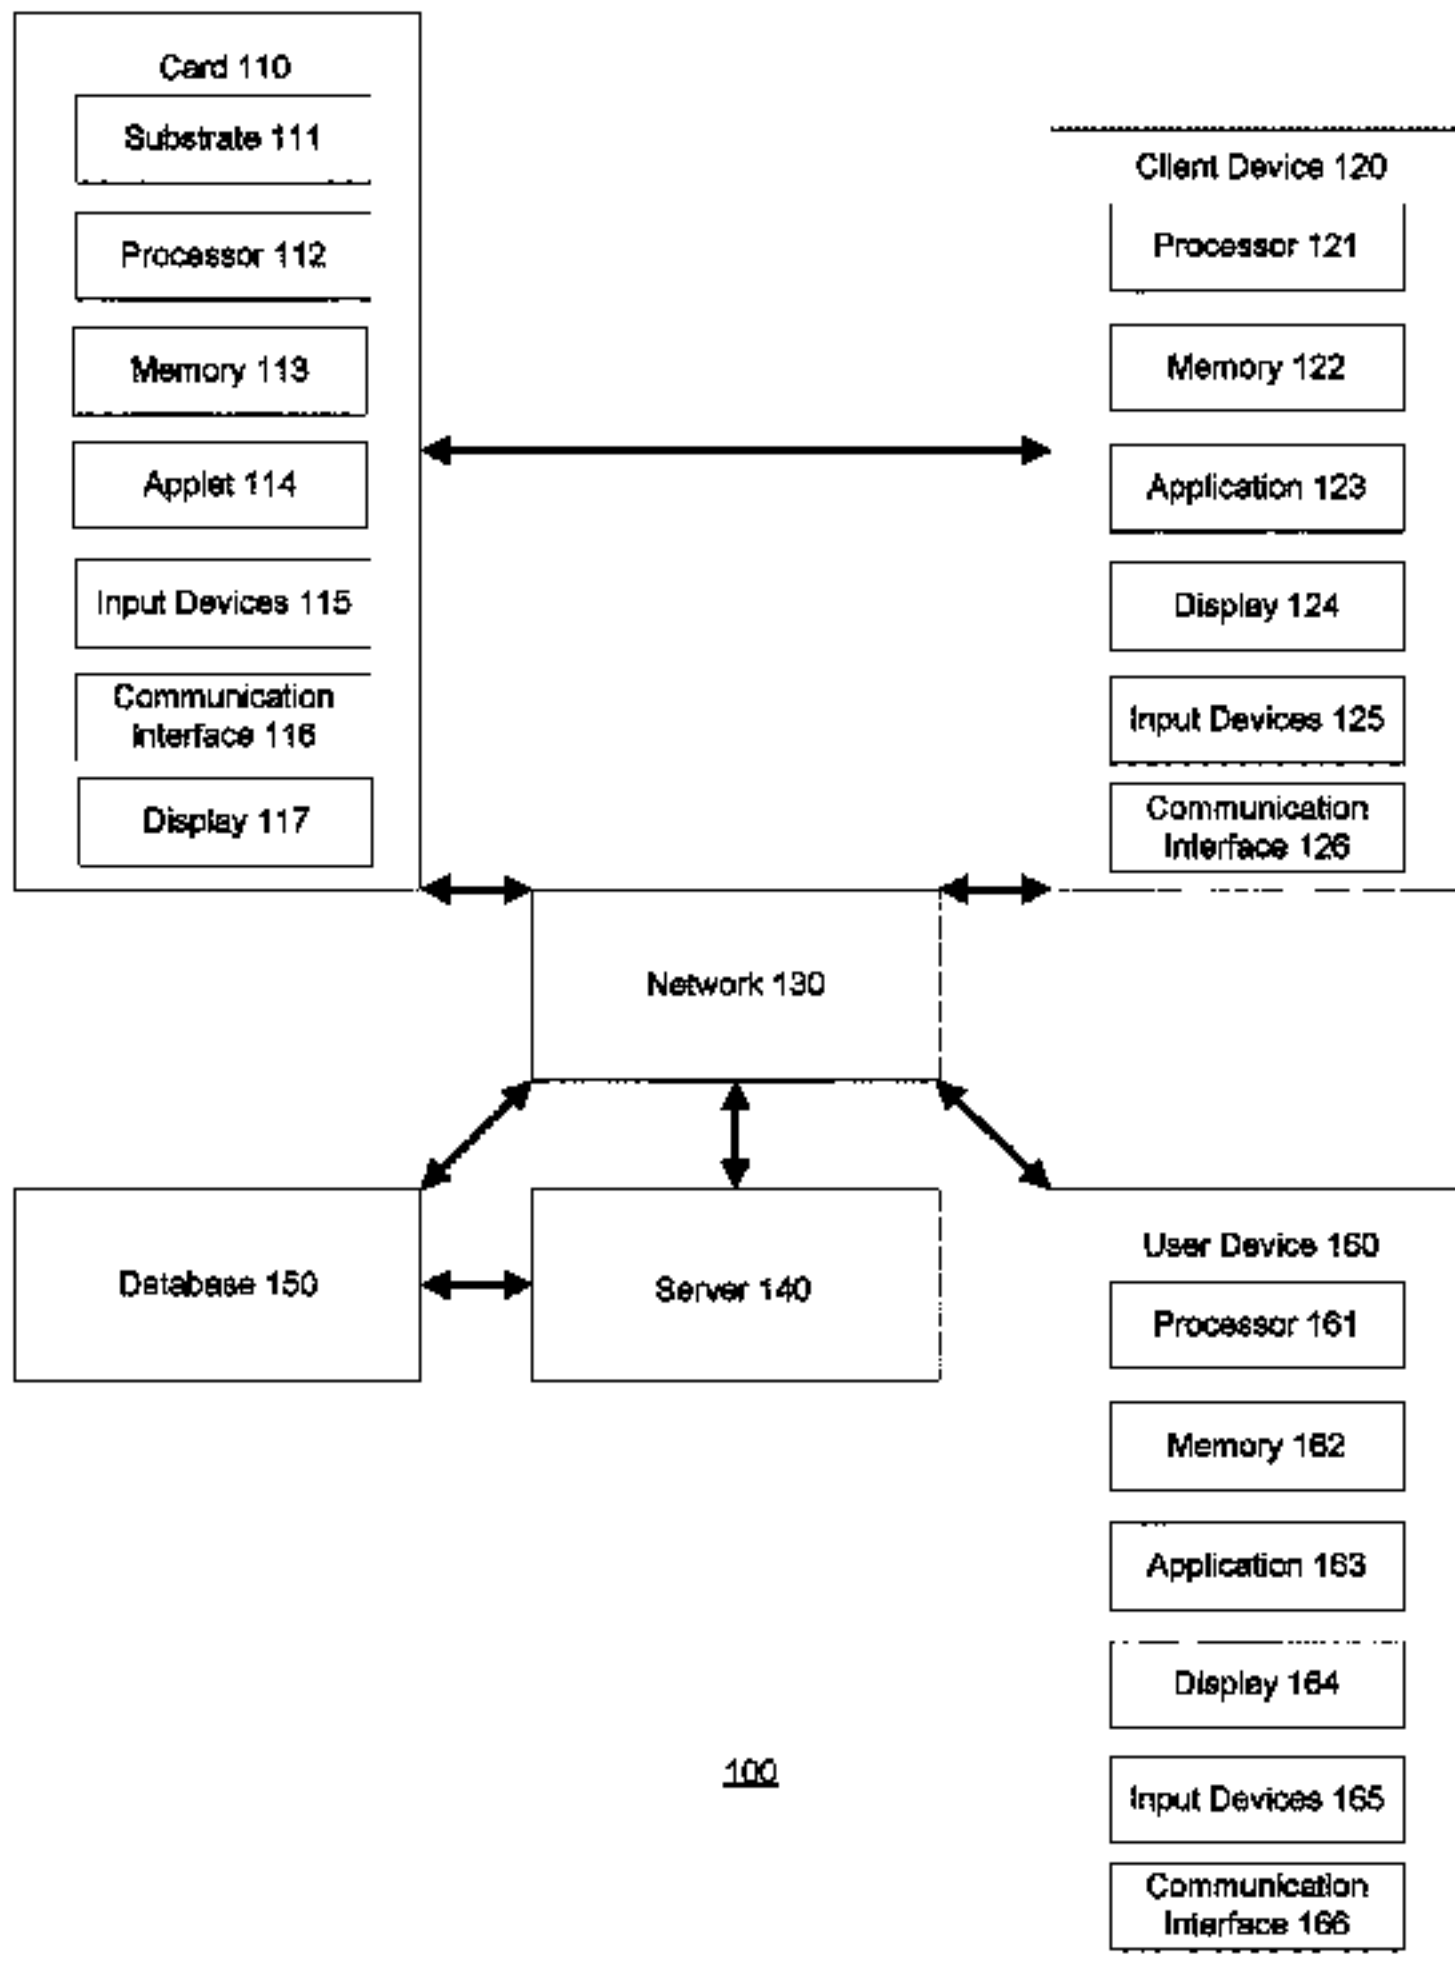 Card 110
Substrate 111
Processor 112
Memory 113
Applet 114
Input Devices 115
Communication
Interface 116
Display 117
Client Device 120
Processor 121
Memory 122
Application 123
Display 124
Input Devices 125
Communication
Interface 126
Network 130
Database 150
Server 140
User Device 160
Processor 161
Memory 162
Application 163
Display 164
Input Devices 165
Communication
Interface 166
100